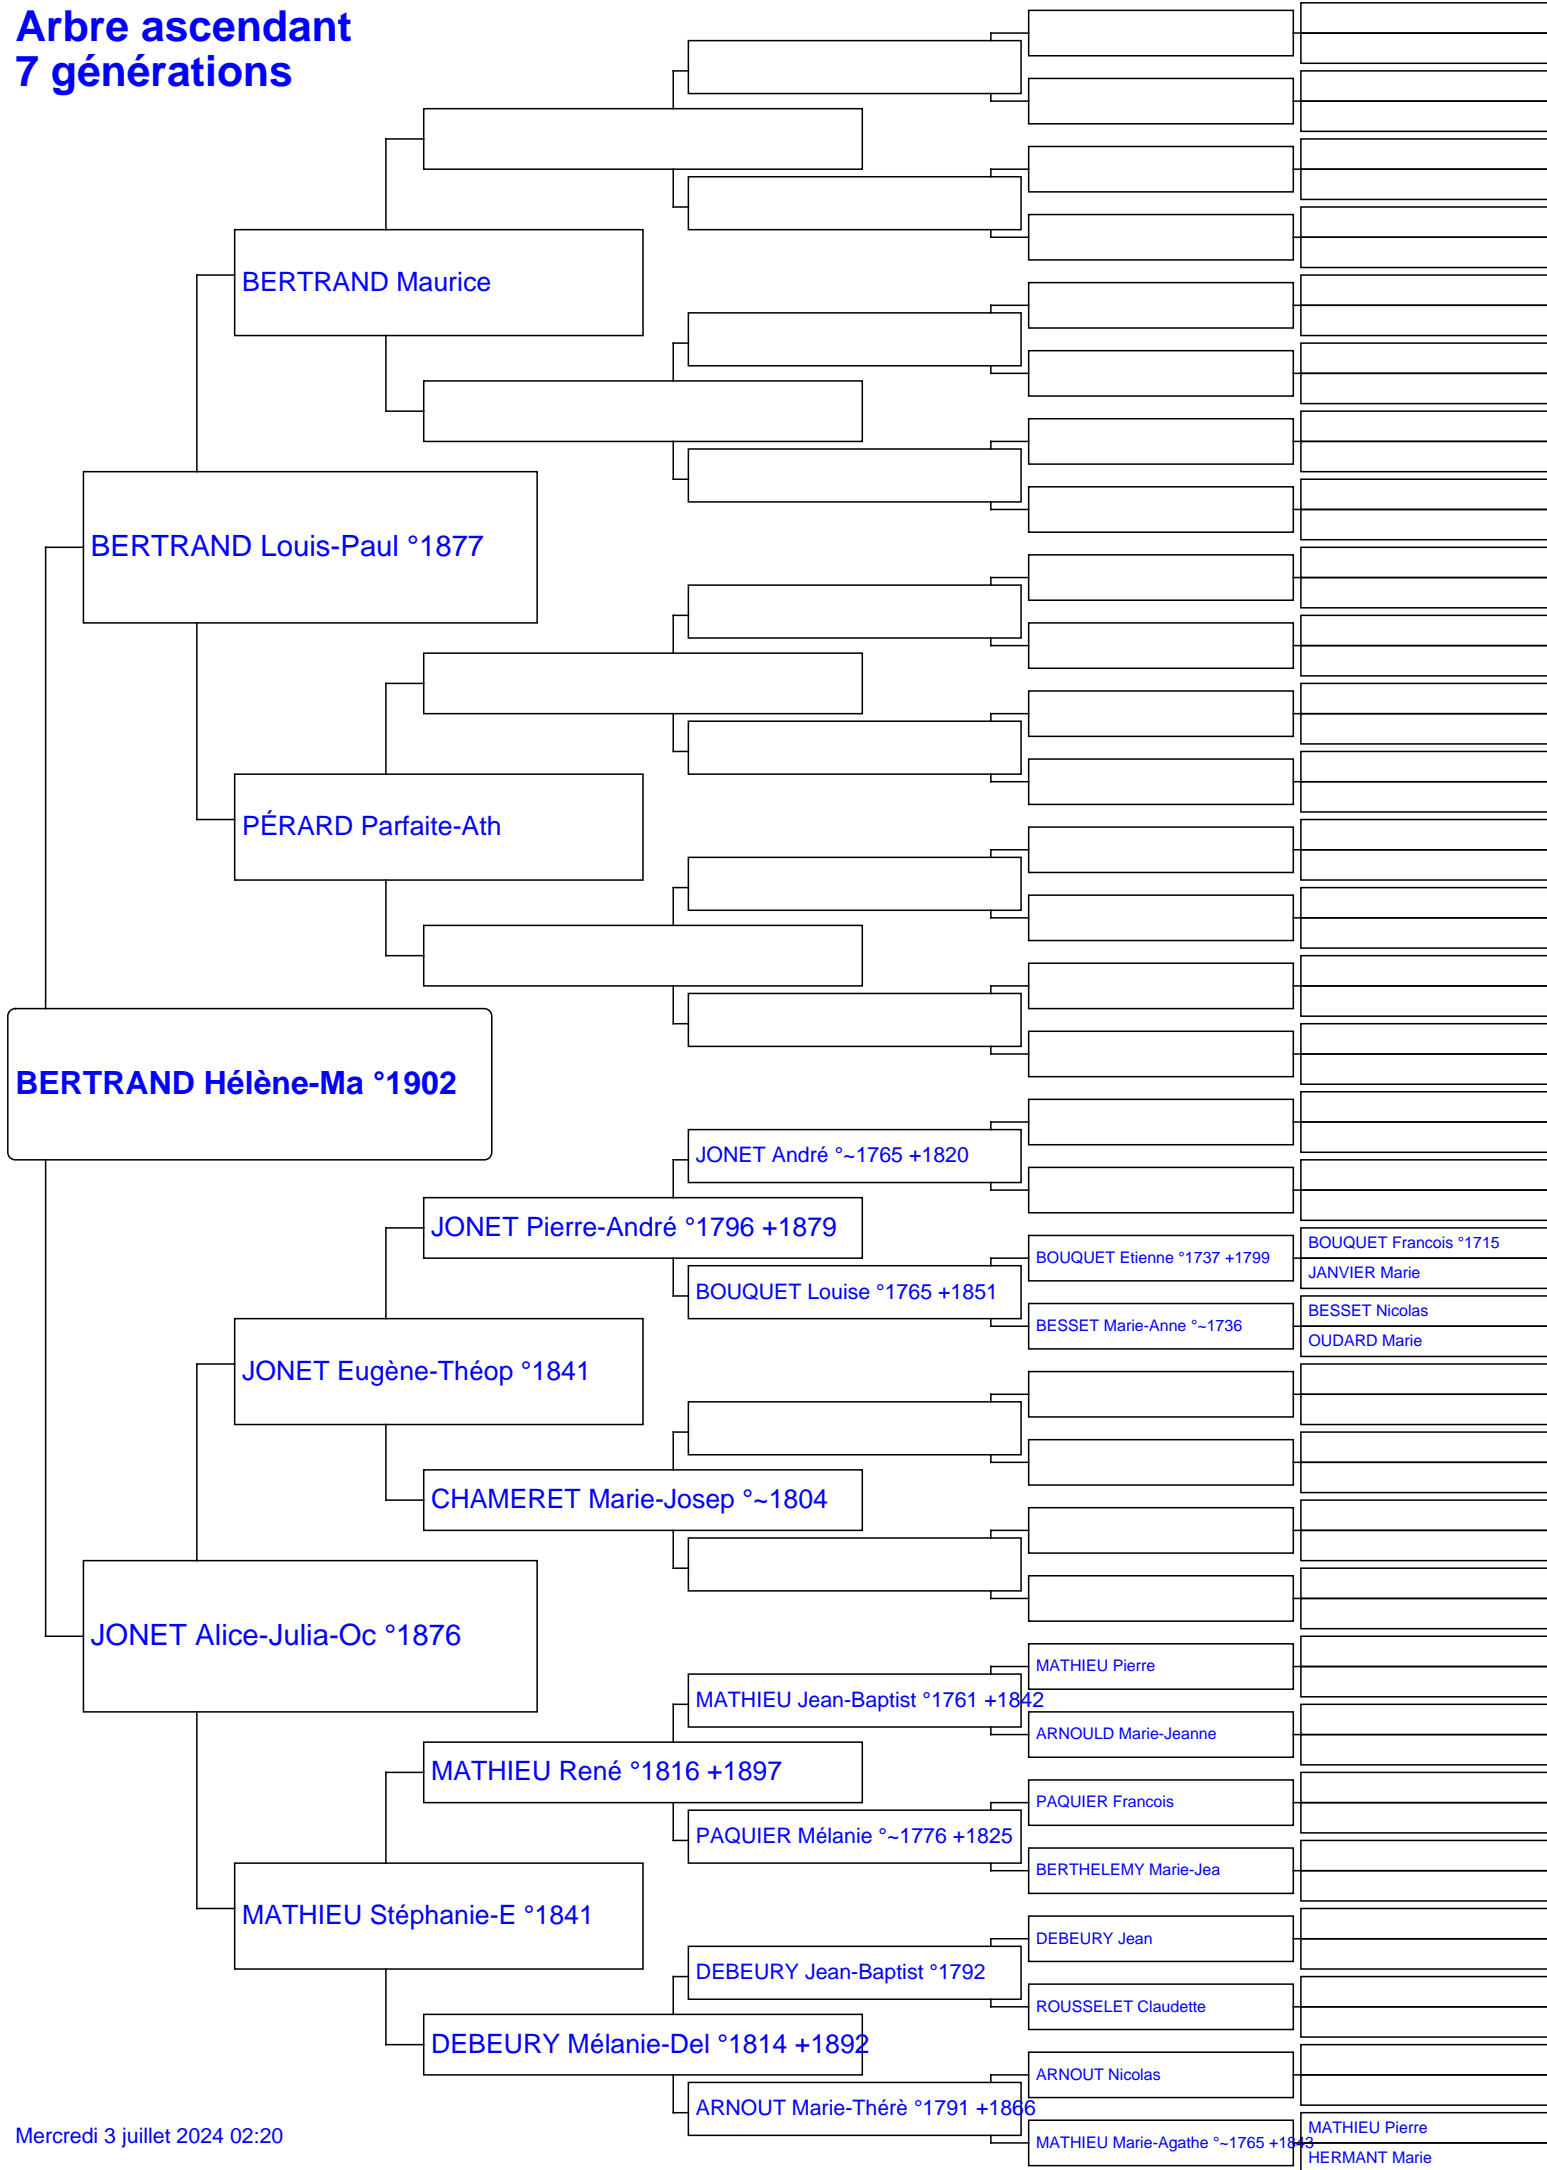 Arbre ascendant
7 générations
BERTRAND Maurice
BERTRAND Louis-Paul °1877
PÉRARD Parfaite-Ath
BERTRAND Hélène-Ma °1902
JONET André °~1765 +1820
JONET Pierre-André °1796 +1879
BOUQUET Francois °1715
BOUQUET Etienne °1737 +1799
JANVIER Marie
BOUQUET Louise °1765 +1851
BESSET Nicolas
BESSET Marie-Anne °~1736
OUDARD Marie
JONET Eugène-Théop °1841
CHAMERET Marie-Josep °~1804
JONET Alice-Julia-Oc °1876
MATHIEU Pierre
MATHIEU Jean-Baptist °1761 +1842
ARNOULD Marie-Jeanne
MATHIEU René °1816 +1897
PAQUIER Francois
PAQUIER Mélanie °~1776 +1825
BERTHELEMY Marie-Jea
MATHIEU Stéphanie-E °1841
DEBEURY Jean
DEBEURY Jean-Baptist °1792
ROUSSELET Claudette
DEBEURY Mélanie-Del °1814 +1892
ARNOUT Nicolas
ARNOUT Marie-Thérè °1791 +1866
MATHIEU Pierre
MATHIEU Marie-Agathe °~1765 +1843
HERMANT Marie
Mercredi 3 juillet 2024 02:20